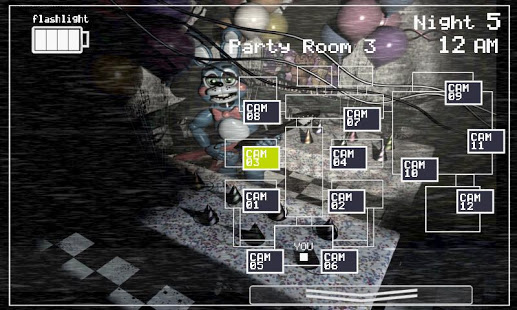 flashlight
Night 5
12 AM
Party Room 3
CAM
09
CAM
08
CAM
07
CAM
11
CAM
03
CAM
04
CAM
10
CAM
01
CAM
02
CAM
12
YOU
CAM
05
CAM
06